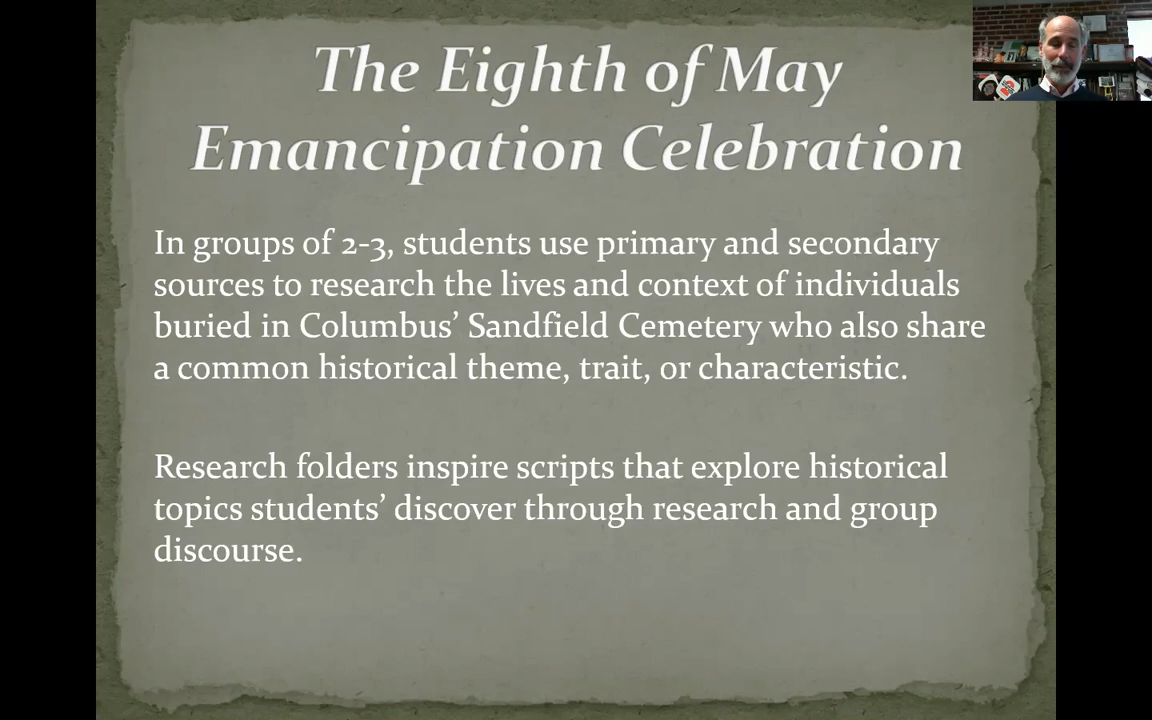 The Eighth of May
Emancipation Celebration
In groups of 2-3, students use primary and secondary
sources to research the lives and context of individuals
buried in Columbus’ Sandfield Cemetery who also share
a common historical theme, trait, or characteristic.
Research folders inspire scripts that explore historical
topics students’ discover through research and group
discourse.